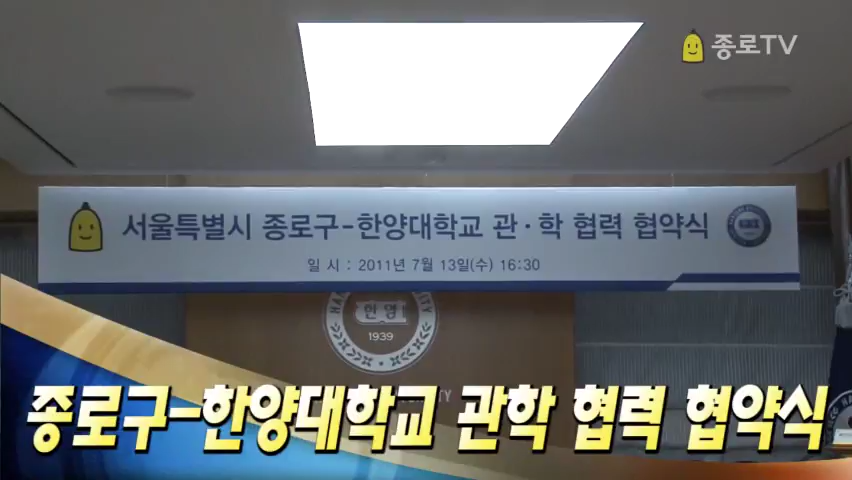 종로TV
서울특별시 종로구-한양대학교 관·학 협력 협약식
일 시 : 2011년 7월 13일(수) 16:30
한양
1939
종로구-한양대학교 관학 협력 협약식